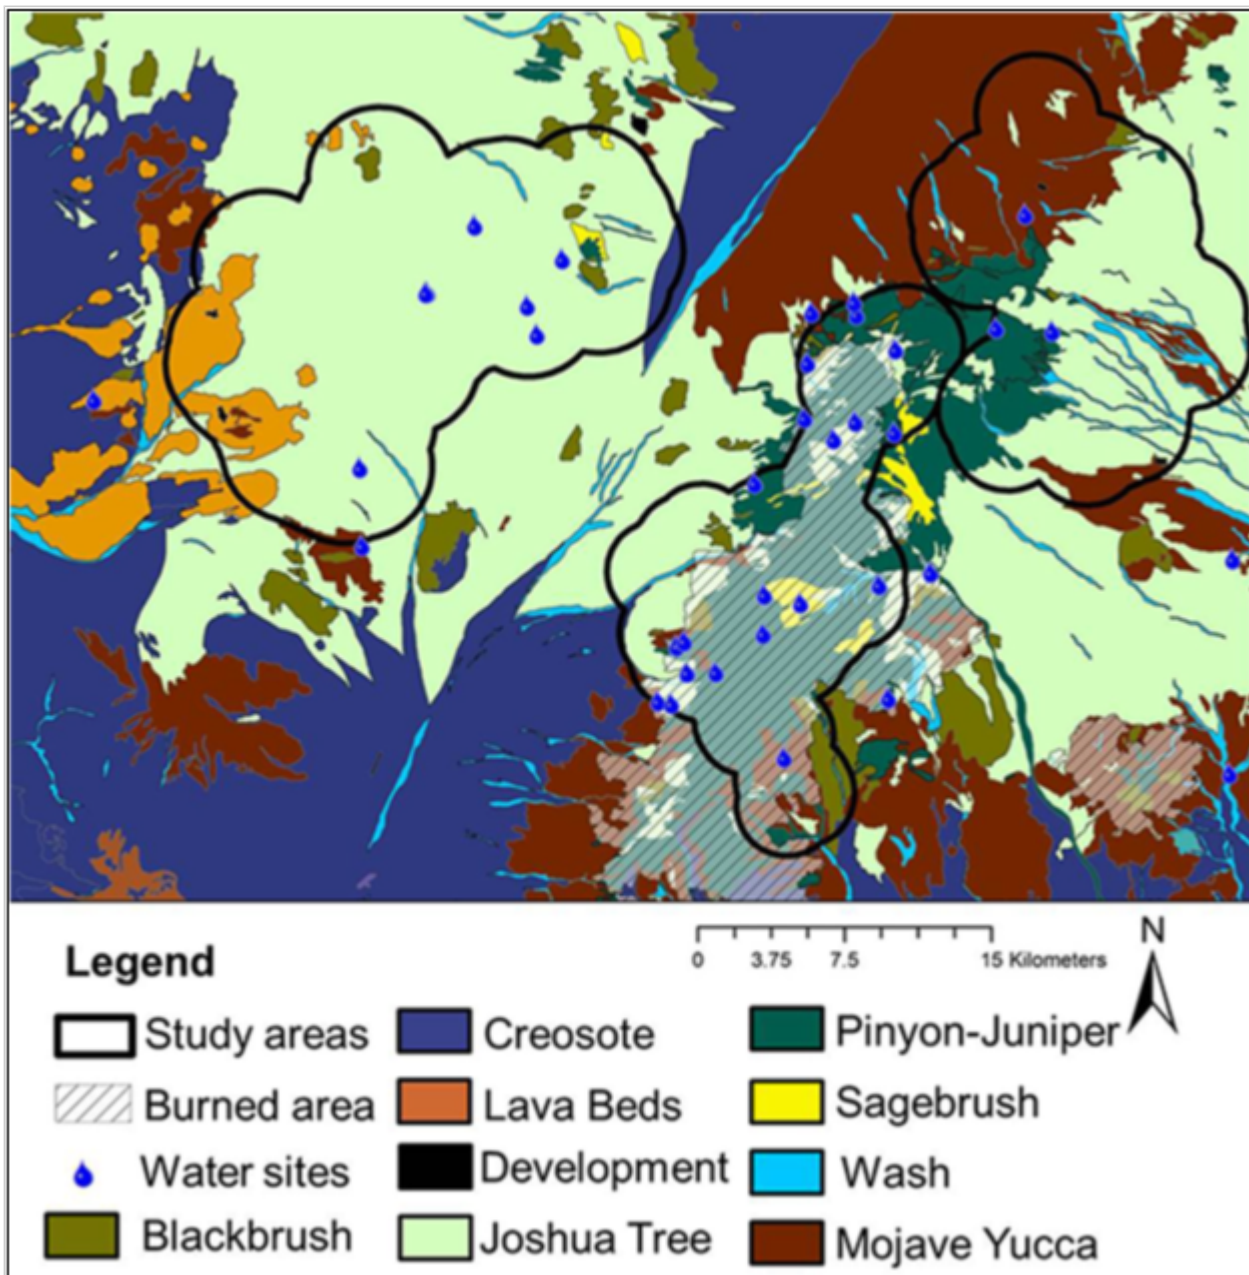 0 3.75 7.5 15 Kilometers
N
Legend
Study areas
Creosote
Pinyon-Juniper
Burned area
Lava Beds
Sagebrush
Water sites
Development
Wash
Blackbrush
Joshua Tree
Mojave Yucca